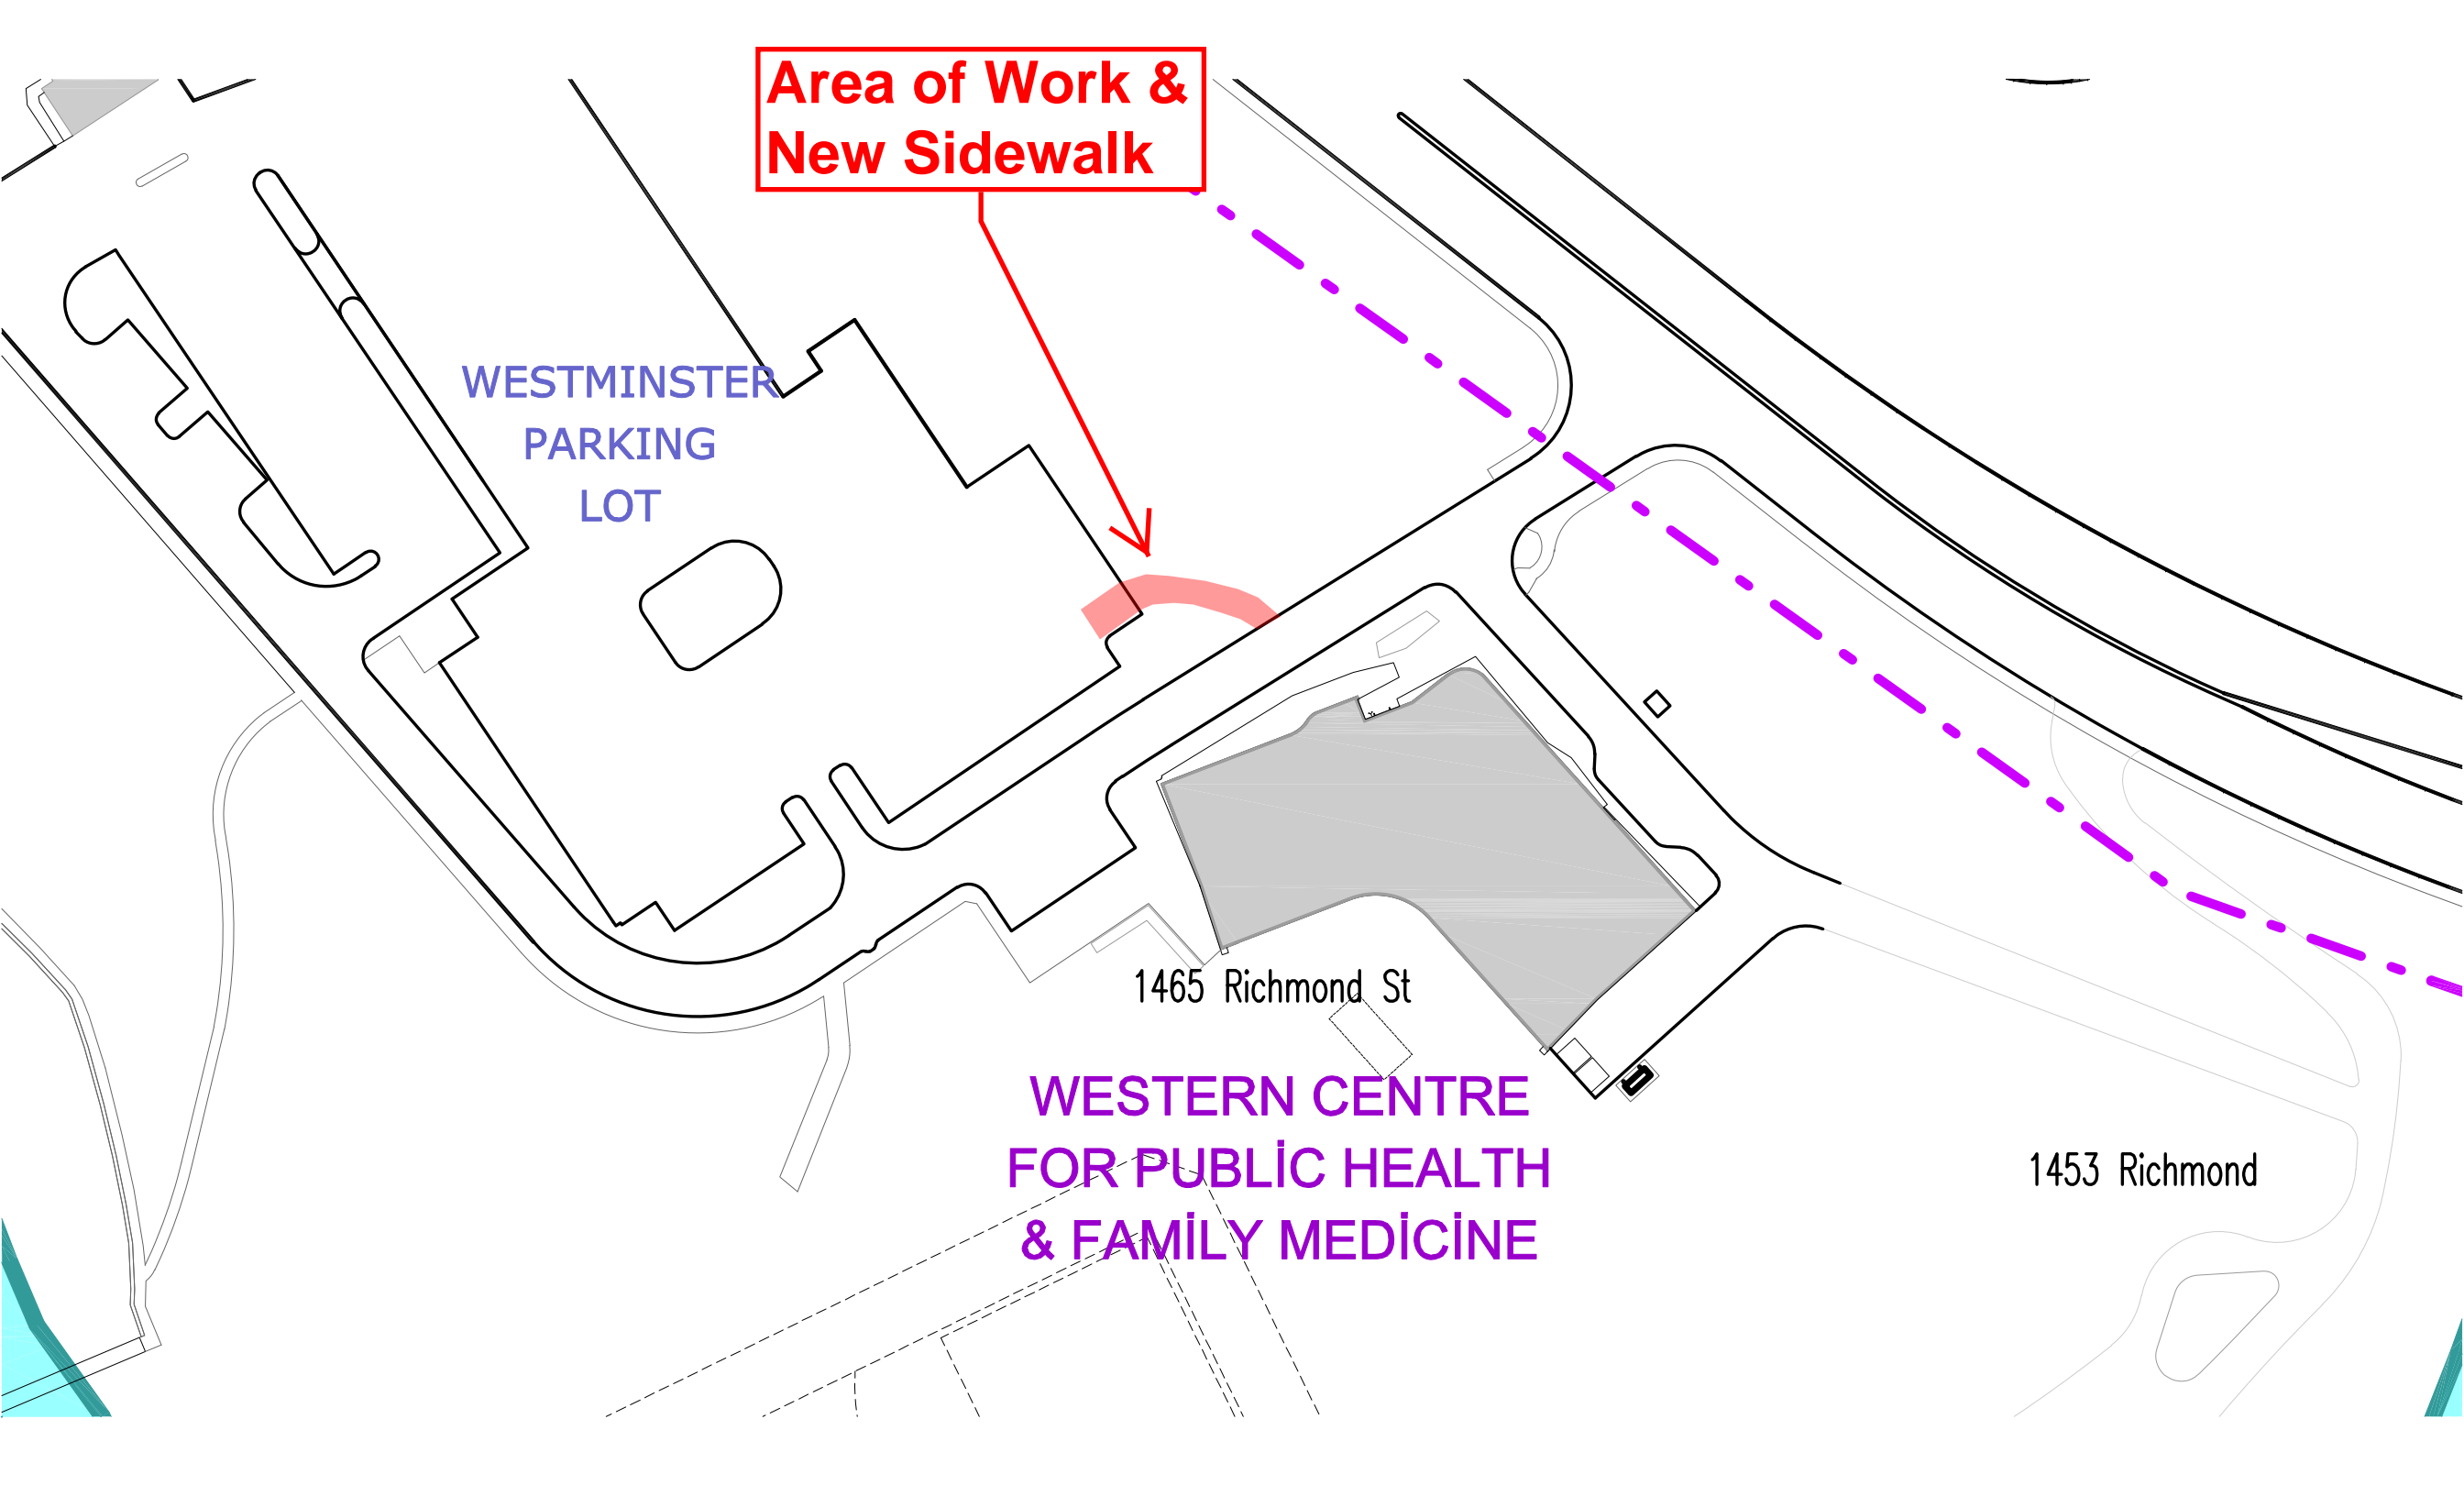 Area of Work &
New Sidewalk
WESTMINSTER
PARKING
LOT
1465 Richmond St
WESTERN CENTRE
FOR PUBLİC HEALTH
& FAMİLY MEDİCİNE
1453 Richmond